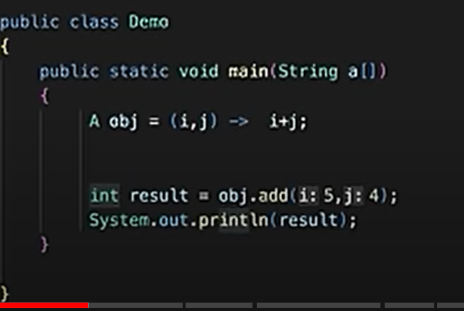 public class Demo
{
public static void main(String a[])
{
A obj = (i,j) -> i+j;
int result = obj.add(i: 5,j: 4);
System.out.println(result);
}
}